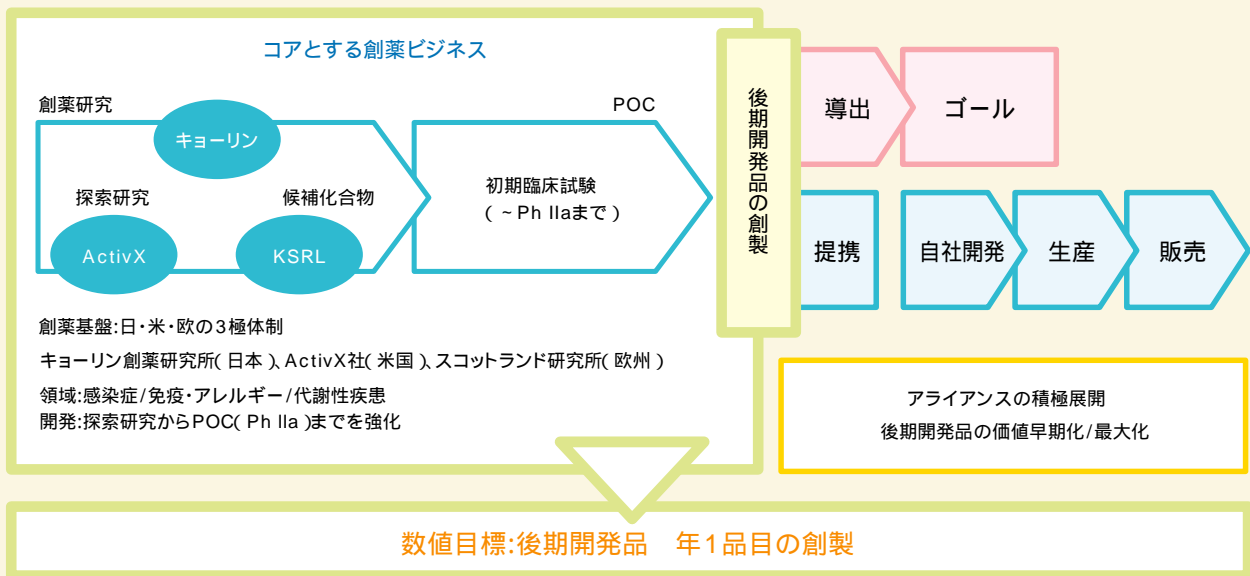 コアとする創薬ビジネス
創薬研究
POC
キョーリン
探索研究
候補化合物
ActivX
KSRL
初期臨床試験
( ~Ph IIaまで )
創薬基盤:日・米・欧の3極体制
キョーリン創薬研究所( 日本 )、ActivX社( 米国 )、スコットランド研究所( 欧州 )
領域:感染症/免疫・アレルギー/代謝性疾患
開発:探索研究からPOC( Ph IIa )までを強化
後期開発品の創製
導出
ゴール
提携
自社開発
生産
販売
アライアンスの積極展開
後期開発品の価値早期化/最大化
数値目標:後期開発品　年1品目の創製